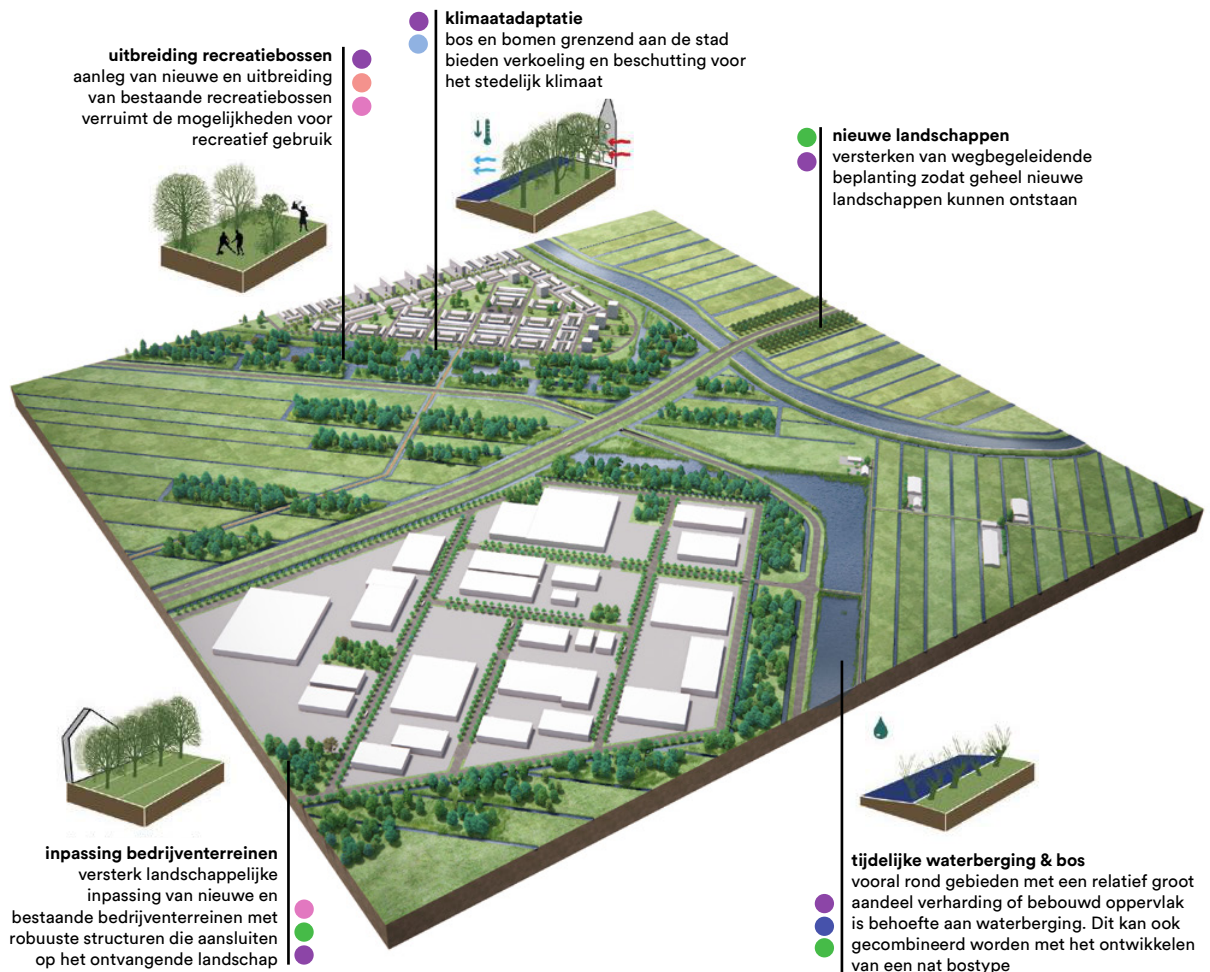 klimaatadaptatie
bos en bomen grenzend aan de stad
bieden verkoeling en beschutting voor
het stedelijk klimaat
uitbreiding recreatiebossen
aanleg van nieuwe en uitbreiding
van bestaande recreatiebossen
verruimt de mogelijkheden voor
recreatief gebruik
nieuwe landschappen
versterken van wegbegeleidende
beplanting zodat geheel nieuwe
landschappen kunnen ontstaan
inpassing bedrijventerreinen
versterk landschappelijke
inpassing van nieuwe en
bestaande bedrijventerreinen met
robuuste structuren die aansluiten
op het ontvangende landschap
tijdelijke waterberging & bos
vooral rond gebieden met een relatief groot
aandeel verharding of bebouwd oppervlak
is behoefte aan waterberging. Dit kan ook
gecombineerd worden met het ontwikkelen
van een nat bostype